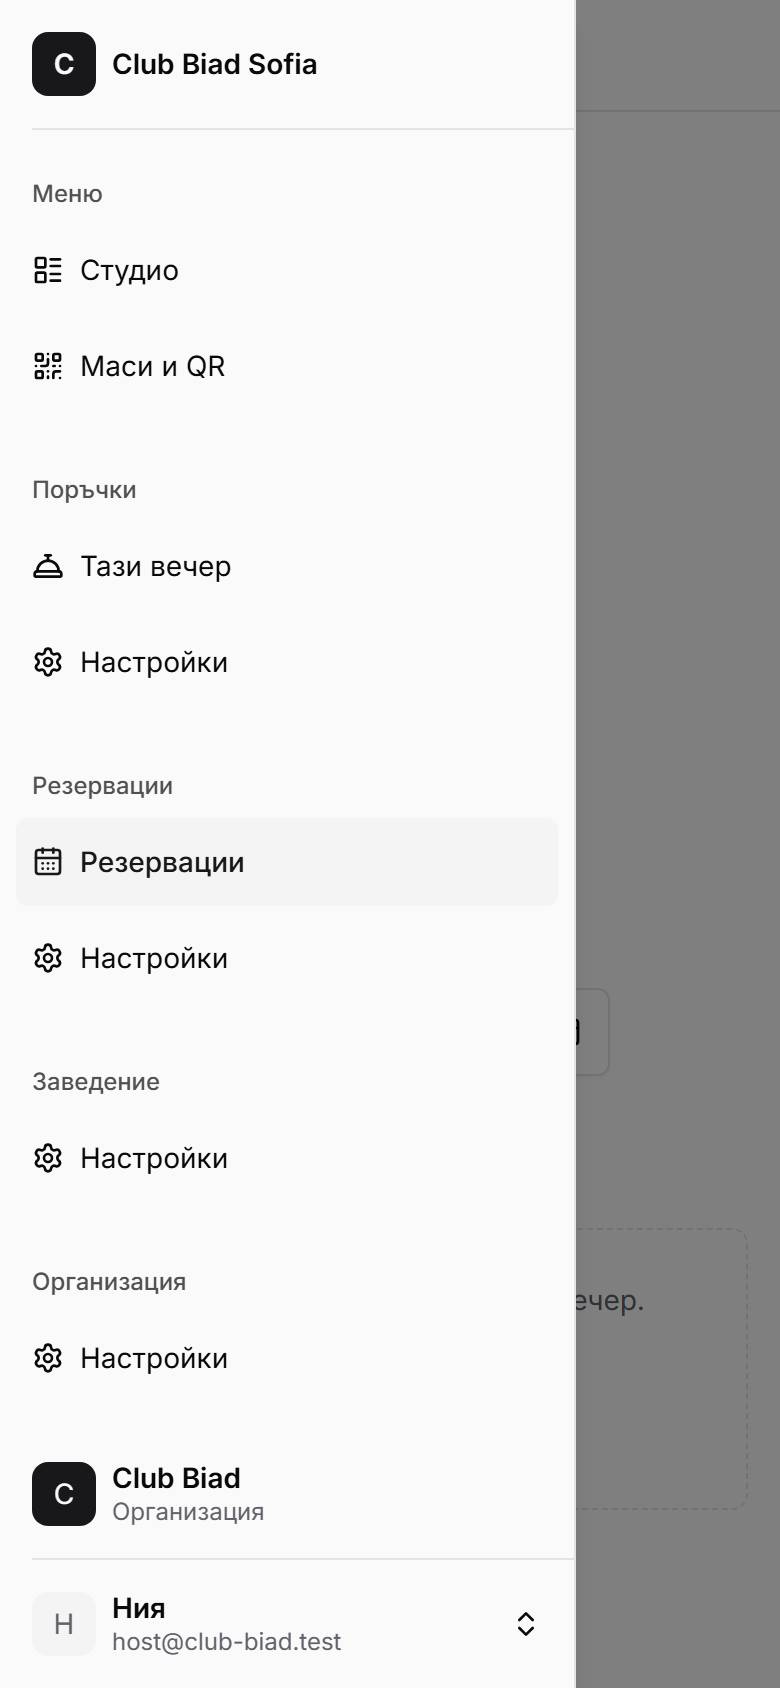 C
Club Biad Sofia
Меню
Студио
Маси и QR
Поръчки
Тази вечер
Настройки
Резервации
Резервации
Настройки
Заведение
Настройки
ечер.
Организация
Настройки
C
Club Biad
Организация
Н
Ния
host@club-biad.test